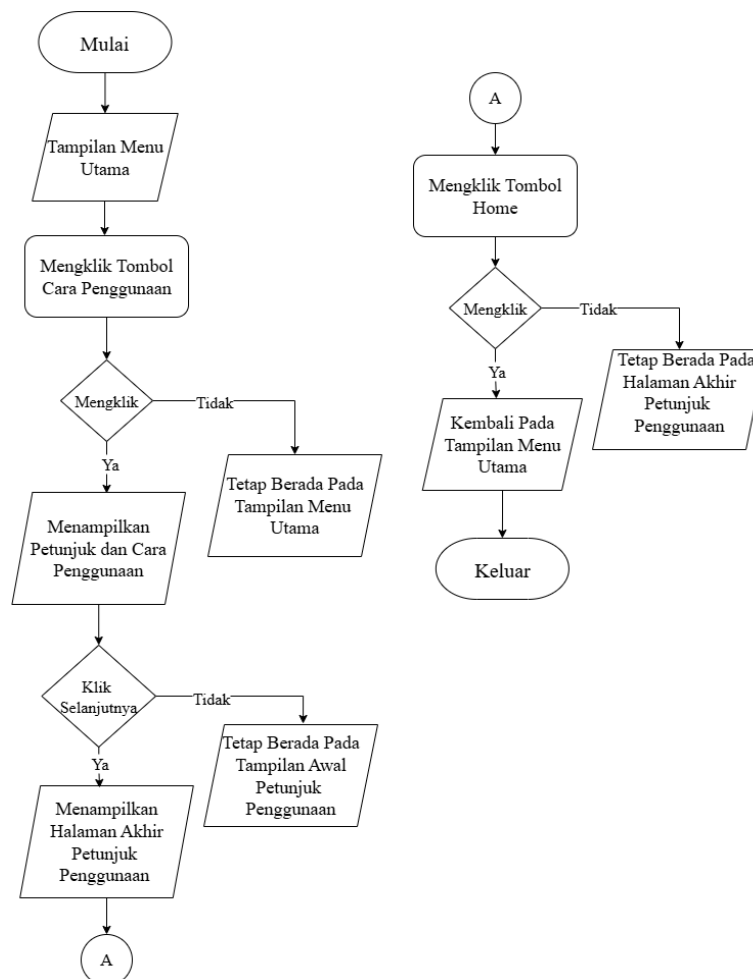 Mulai
Tampilan Menu
Utama
Mengklik Tombol
Cara Penggunaan
Mengklik
Tidak
Ya
Tetap Berada Pada
Tampilan Menu
Utama
Menampilkan
Petunjuk dan Cara
Penggunaan
Klik
Selanjutnya
Tidak
Ya
Tetap Berada Pada
Tampilan Awal
Petunjuk
Penggunaan
Menampilkan
Halaman Akhir
Petunjuk
Penggunaan
A
A
Mengklik Tombol
Home
Mengklik
Tidak
Ya
Tetap Berada Pada
Halaman Akhir
Petunjuk
Penggunaan
Kembali Pada
Tampilan Menu
Utama
Keluar